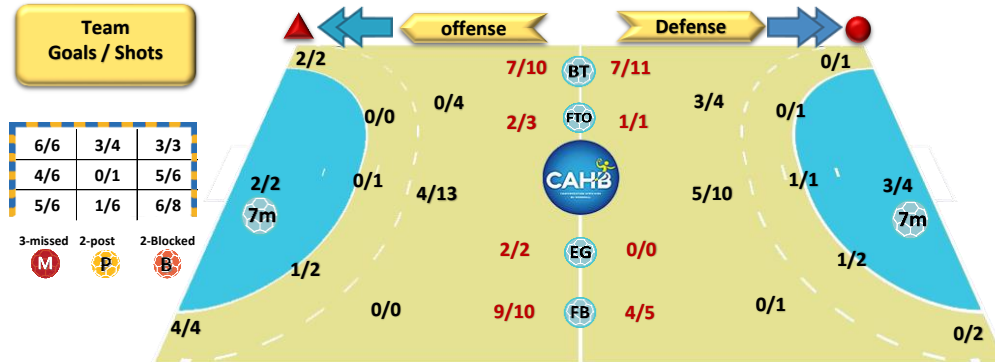 Team
Goals / Shots
offense
Defense
2/2
7/10 BT 7/11
0/1
0/0
0/4
2/3 FTO 1/1
3/4
0/1
6/6 3/4 3/3
4/6 0/1 5/6
5/6 1/6 6/8
2/2
7m
0/1
4/13
CAHB
5/10
1/1
3/4
7m
3-missed 2-post 2-Blocked
M P B
1/2
2/2 EG 0/0
1/2
4/4
0/0
9/10 FB 4/5
0/1
0/2